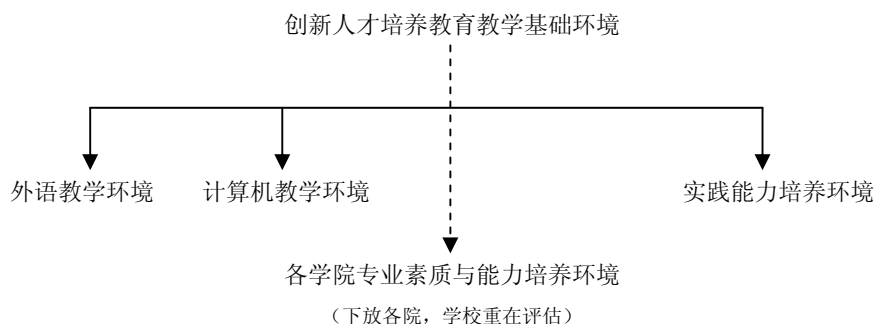 创新人才培养教育教学基础环境
外语教学环境
计算机教学环境
实践能力培养环境
各学院专业素质与能力培养环境
（下放各院，学校重在评估）